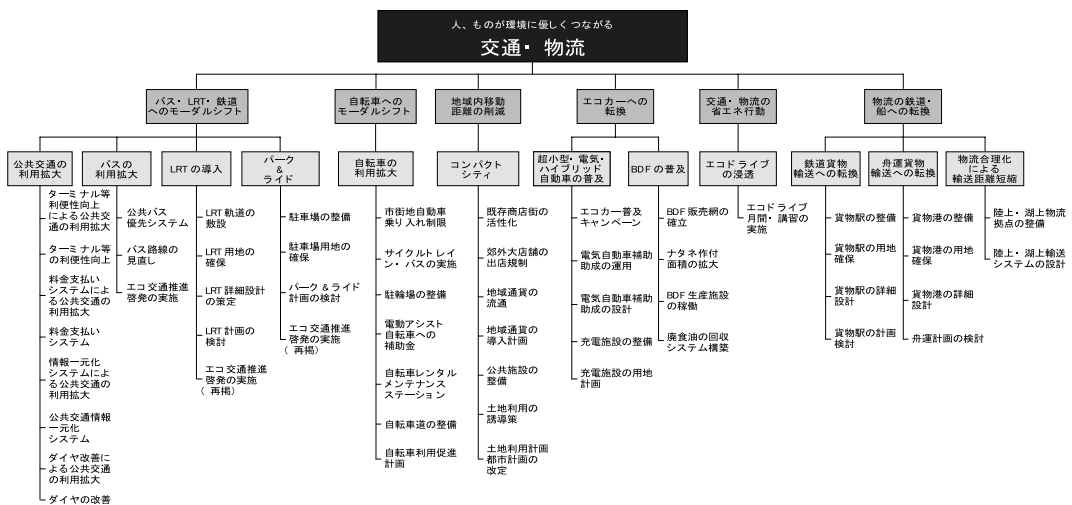 人、ものが環境に優しくつながる
交通・物流
バス・LRT・鉄道
へのモーダルシフト
自転車への
モーダルシフト
地域内移動
距離の削減
エコカーへの
転換
交通・物流の
省エネ行動
物流の鉄道・
船への転換
公共交通の
利用拡大
バスの
利用拡大
LRTの導入
パーク
&
ライド
自転車の
利用拡大
コンパクト
シティ
超小型・電気・
ハイブリッド
自動車の普及
BDFの普及
エコドライブ
の浸透
鉄道貨物
輸送への転換
舟運貨物
輸送への転換
物流合理化
による
輸送距離短縮
ターミナル等
利便性向上
による公共交
通の利用拡大
ターミナル等
の利便性向上
料金支払い
システムによ
る公共交通の
利用拡大
料金支払い
システム
情報一元化
システムによ
る公共交通の
利用拡大
公共交通情報
一元化
システム
ダイヤ改善に
よる公共交通
の利用拡大
ダイヤの改善
公共バス
優先システム
バス路線の
見直し
エコ交通推進
啓発の実施
LRT軌道の
敷設
LRT用地の
確保
LRT詳細設計
の策定
LRT計画の
検討
エコ交通推進
啓発の実施
(再掲)
駐車場の整備
駐車場用地の
確保
パーク&ライド
計画の検討
エコ交通推進
啓発の実施
(再掲)
市街地自動車
乗り入れ制限
サイクルトレイ
ン・バスの実施
駐輪場の整備
電動アシスト
自転車への
補助金
自転車レンタル
メンテナンス
ステーション
自転車道の整備
自転車利用促進
計画
既存商店街の
活性化
郊外大店舗の
出店規制
地域通貨の
流通
地域通貨の
導入計画
公共施設の
整備
土地利用の
誘導策
土地利用計画
都市計画の
改定
エコカー普及
キャンペーン
電気自動車補助
助成の運用
電気自動車補助
助成の設計
充電施設の整備
充電施設の用地
計画
BDF販売網の
確立
ナタネ作付
面積の拡大
BDF生産施設
の稼働
廃食油の回収
システム構築
エコドライブ
月間・講習の
実施
貨物駅の整備
貨物駅の用地
確保
貨物駅の詳細
設計
貨物駅の計画
検討
貨物港の整備
貨物港の用地
確保
貨物港の詳細
設計
舟運計画の検討
陸上・湖上物流
拠点の整備
陸上・湖上輸送
システムの設計